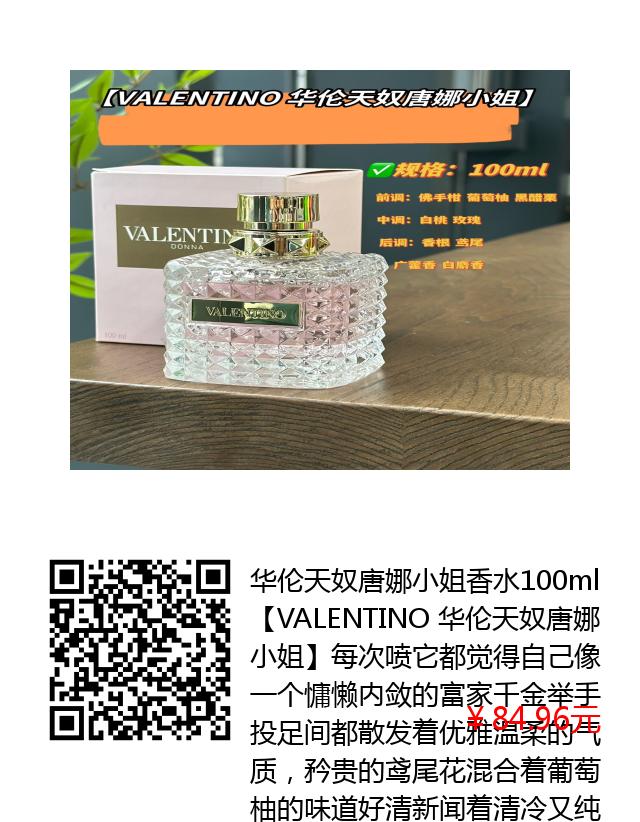 【VALENTINO 华伦天奴唐娜小姐】
✅规格：100ml
前调：佛手柑 葡萄柚 黑醋栗
中调：白桃 玫瑰
后调：香根 鸢尾
广藿香 白麝香
VALENTIN
DONNA
VALENTINO
100 ml
华伦天奴唐娜小姐香水100ml
【VALENTINO 华伦天奴唐娜
小姐】每次喷它都觉得自己像
一个慵懒内敛的富家千金举手
¥ 84.96元
投足间都散发着优雅温柔的气
质，矜贵的鸢尾花混合着葡萄
柚的味道好清新闻着清冷又纯